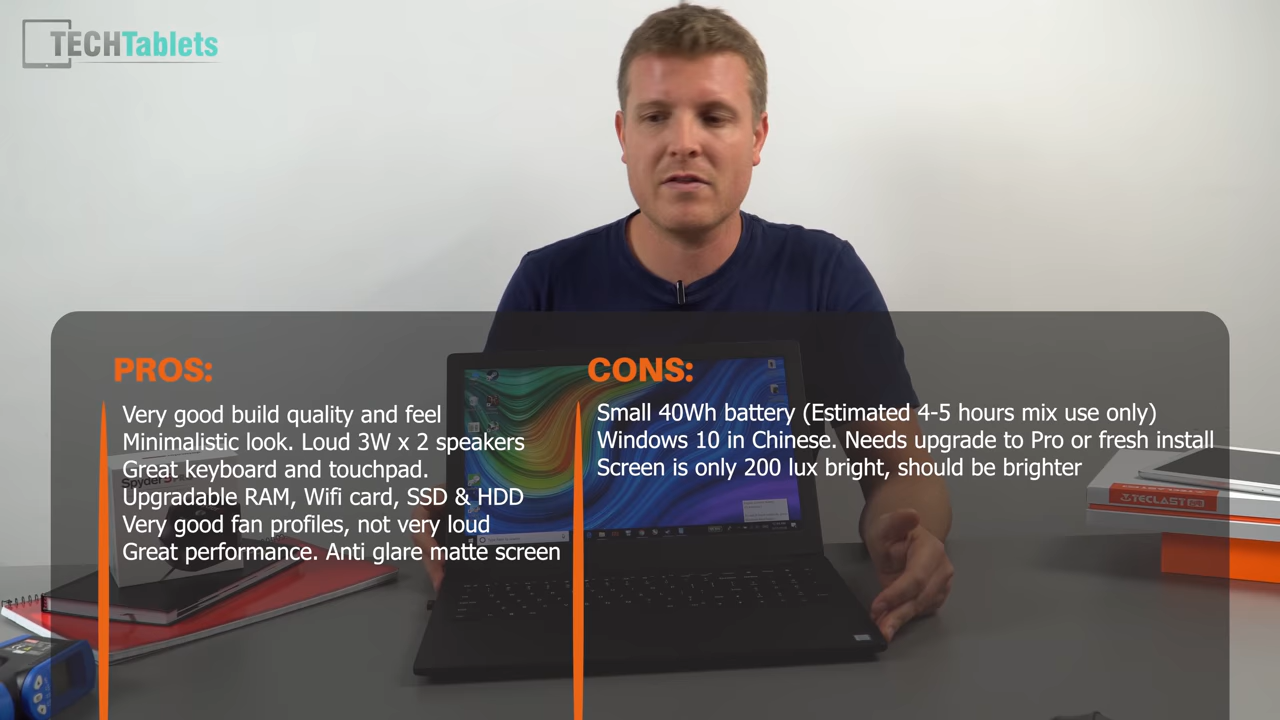 TECHTablets
PROS:
Very good build quality and feel
Minimalistic look. Loud 3W x 2 speakers
Great keyboard and touchpad.
Upgradable RAM, Wifi card, SSD & HDD
Very good fan profiles, not very loud
Great performance. Anti glare matte screen
CONS:
Small 40Wh battery (Estimated 4-5 hours mix use only)
Windows 10 in Chinese. Needs upgrade to Pro or fresh install
Screen is only 200 lux bright, should be brighter
Spyder
TECLAST